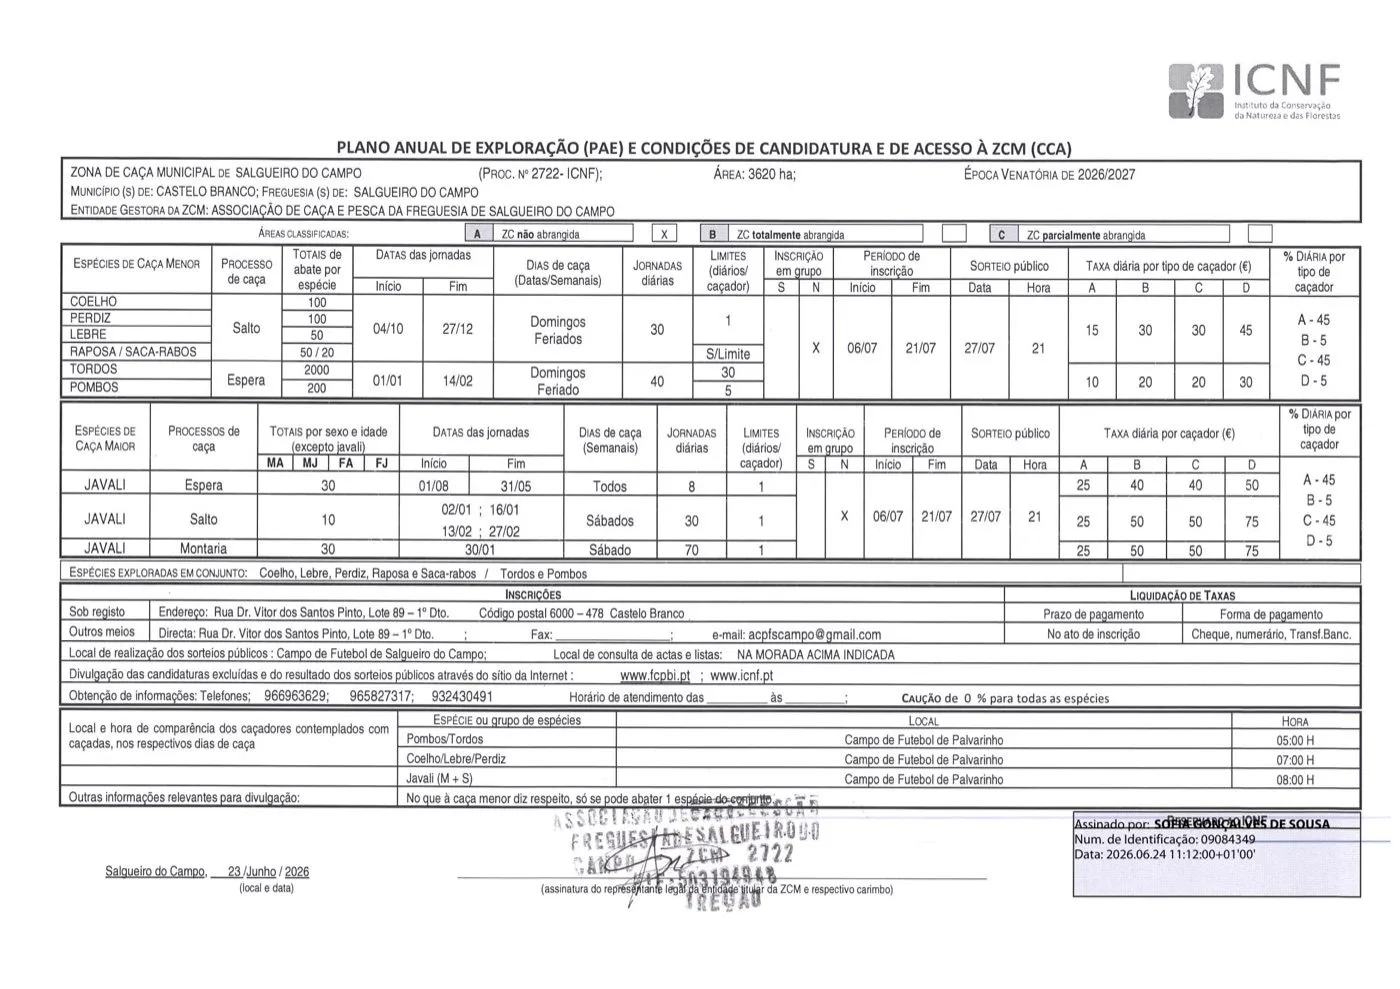 ICNF
Instituto da Conservação
da Natureza e das Florestas
PLANO ANUAL DE EXPLORAÇÃO (PAE) E CONDIÇÕES DE CANDIDATURA E DE ACESSO À ZCM (CCA)
ZONA DE CAÇA MUNICIPAL DE SALGUEIRO DO CAMPO (PROC. Nº 2722- ICNF); ÁREA: 3620 ha; ÉPOCA VENATÓRIA DE 2026/2027
MUNICÍPIO (S) DE: CASTELO BRANCO; FREGUESIA (S) DE: SALGUEIRO DO CAMPO
ENTIDADE GESTORA DA ZCM: ASSOCIAÇÃO DE CAÇA E PESCA DA FREGUESIA DE SALGUEIRO DO CAMPO
ÁREAS CLASSIFICADAS: A ZC não abrangida X B ZC totalmente abrangida C ZC parcialmente abrangida
ESPÉCIES DE CAÇA MENOR PROCESSO de caça TOTAIS de abate por espécie DATAS das jornadas DIAS de caça (Datas/Semanais) JORNADAS diárias LIMITES (diários/ caçador) INSCRIÇÃO em grupo PERÍODO de inscrição SORTEIO público TAXA diária por tipo de caçador (€) % DIÁRIA por tipo de caçador
Início Fim S N Início Fim Data Hora A B C D
COELHO 100
PERDIZ 100
LEBRE 50
RAPOSA / SACA-RABOS 50 / 20
Salto 04/10 27/12 Domingos Feriados 30 1 S/Limite
X 06/07 21/07 27/07 21
15 30 30 45
TORDOS 2000
POMBOS 200
Espera 01/01 14/02 Domingos Feriado 40 30 5
10 20 20 30
A - 45
B - 5
C - 45
D - 5
ESPÉCIES DE CAÇA MAIOR PROCESSOS de caça TOTAIS por sexo e idade (excepto javali) DATAS das jornadas DIAS de caça (Semanais) JORNADAS diárias LIMITES (diários/ caçador) INSCRIÇÃO em grupo PERÍODO de inscrição SORTEIO público TAXA diária por caçador (€) % DIÁRIA por tipo de caçador
MA MJ FA FJ Início Fim S N Início Fim Data Hora A B C D
JAVALI Espera 30 01/08 31/05 Todos 8 1 25 40 40 50
JAVALI Salto 10 02/01 ; 16/01 13/02 ; 27/02 Sábados 30 1 X 06/07 21/07 27/07 21 25 50 50 75
JAVALI Montaria 30 30/01 Sábado 70 1 25 50 50 75
A - 45
B - 5
C - 45
D - 5
ESPÉCIES EXPLORADAS EM CONJUNTO: Coelho, Lebre, Perdiz, Raposa e Saca-rabos / Tordos e Pombos
INSCRIÇÕES LIQUIDAÇÃO DE TAXAS
Sob registo Endereço: Rua Dr. Vitor dos Santos Pinto, Lote 89 – 1º Dto. Código postal 6000 – 478 Castelo Branco Prazo de pagamento Forma de pagamento
Outros meios Directa: Rua Dr. Vitor dos Santos Pinto, Lote 89 – 1º Dto. ; Fax: ; e-mail: acpfscampo@gmail.com No ato de inscrição Cheque, numerário, Transf.Banc.
Local de realização dos sorteios públicos : Campo de Futebol de Salgueiro do Campo; Local de consulta de actas e listas: NA MORADA ACIMA INDICADA
Divulgação das candidaturas excluídas e do resultado dos sorteios públicos através do sítio da Internet : www.fcpbi.pt ; www.icnf.pt
Obtenção de informações: Telefones; 966963629; 965827317; 932430491 Horário de atendimento das ______ às ______; CAUÇÃO de 0 % para todas as espécies
Local e hora de comparência dos caçadores contemplados com caçadas, nos respectivos dias de caça
ESPÉCIE ou grupo de espécies LOCAL HORA
Pombos/Tordos Campo de Futebol de Palvarinho 05:00 H
Coelho/Lebre/Perdiz Campo de Futebol de Palvarinho 07:00 H
Javali (M + S) Campo de Futebol de Palvarinho 08:00 H
Outras informações relevantes para divulgação: No que à caça menor diz respeito, só se pode abater 1 espécie do conjunto
FREGUESIA DE SALGUEIRO DO
CAMPO ZCM 2722
Salgueiro do Campo, 23 /Junho / 2026
(local e data)
(assinatura do representante legal da entidade titular da ZCM e respectivo carimbo)
RESERVADO AO ICNF
Assinado por: SOFIA GONÇALVES DE SOUSA
Num. de Identificação: 09084349
Data: 2026.06.24 11:12:00+01'00'